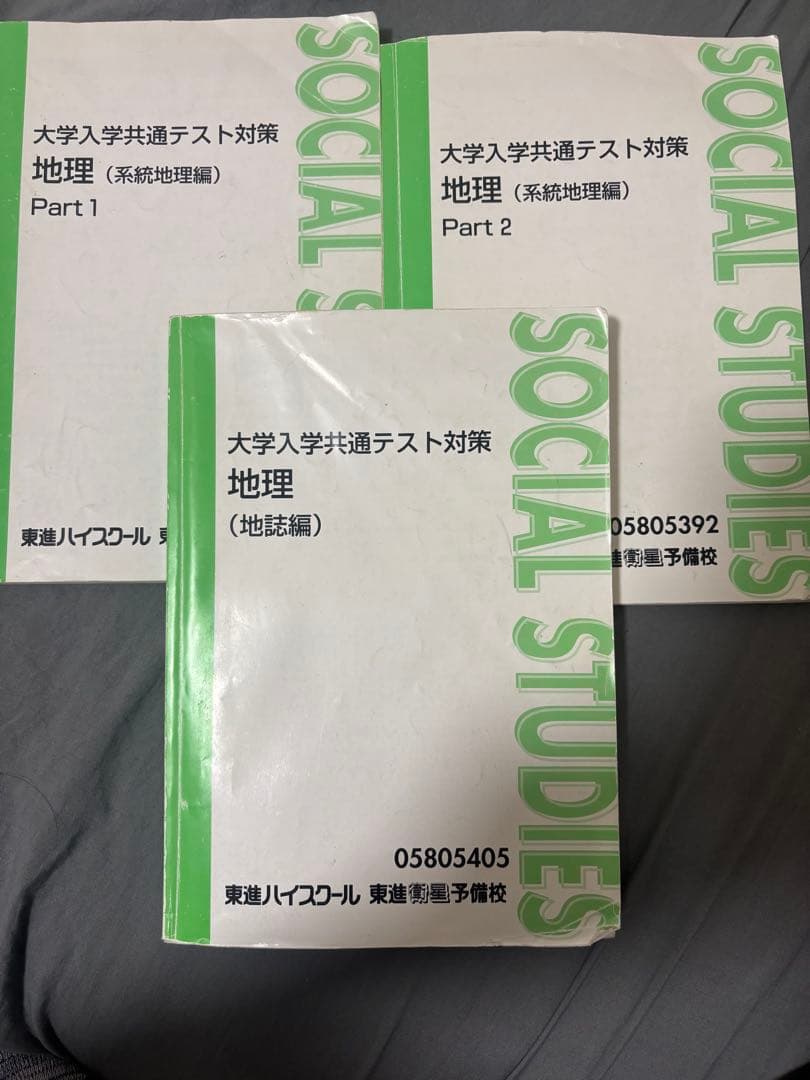 大学入学共通テスト対策
地理（系統地理編）
Part 1
東進ハイスクール
SOCIAL
大学入学共通テスト対策
地理（系統地理編）
Part 2
05805392
進衛星予備校
SOCIAL STUDIES
大学入学共通テスト対策
地理
（地誌編）
05805405
東進ハイスクール 東進衛星予備校
SOCIAL STUDIES